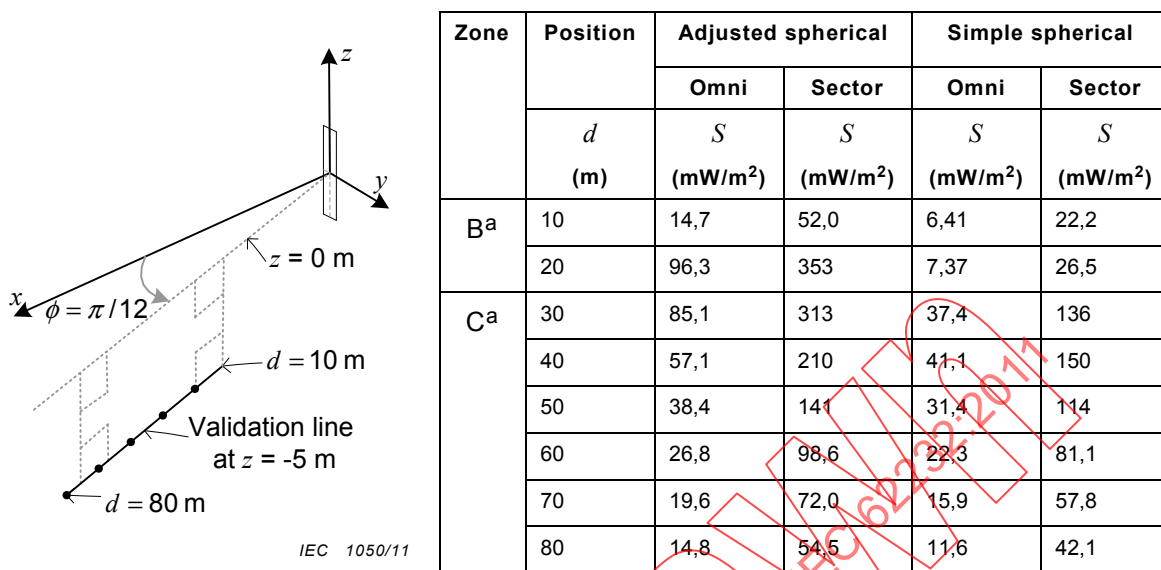 z
y
z = 0 m
x
ϕ = π / 12
d = 10 m
Validation line
at z = -5 m
d = 80 m
IEC 1050/11
Zone Position Adjusted spherical Simple spherical
Omni Sector Omni Sector
d S S S S
(m) (mW/m²) (mW/m²) (mW/m²) (mW/m²)
Bᵃ 10 14,7 52,0 6,41 22,2
20 96,3 353 7,37 26,5
Cᵃ 30 85,1 313 37,4 136
40 57,1 210 41,1 150
50 38,4 141 31,4 114
60 26,8 98,6 22,3 81,1
70 19,6 72,0 15,9 57,8
80 14,8 54,5 11,6 42,1
IEC 62232:2011